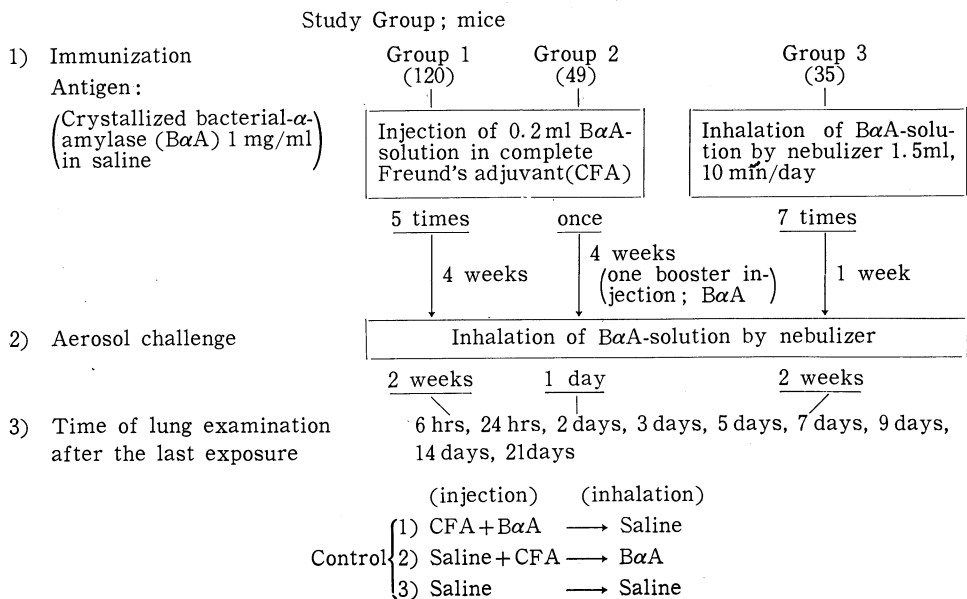 Study Group ; mice
1) Immunization
Antigen :
(Crystallized bacterial-α-
amylase (BαA) 1 mg/ml
in saline)
Group 1
(120)
Group 2
(49)
Group 3
(35)
Injection of 0.2 ml BαA-
solution in complete
Freund's adjuvant(CFA)
Inhalation of BαA-solu-
tion by nebulizer 1.5ml,
10 min/day
5 times
once
7 times
4 weeks
4 weeks
(one booster in-
jection ; BαA)
1 week
2) Aerosol challenge
Inhalation of BαA-solution by nebulizer
2 weeks
1 day
2 weeks
3) Time of lung examination
after the last exposure
6 hrs, 24 hrs, 2 days, 3 days, 5 days, 7 days, 9 days,
14 days, 21days
(injection) (inhalation)
Control
1) CFA+BαA → Saline
2) Saline+CFA → BαA
3) Saline → Saline